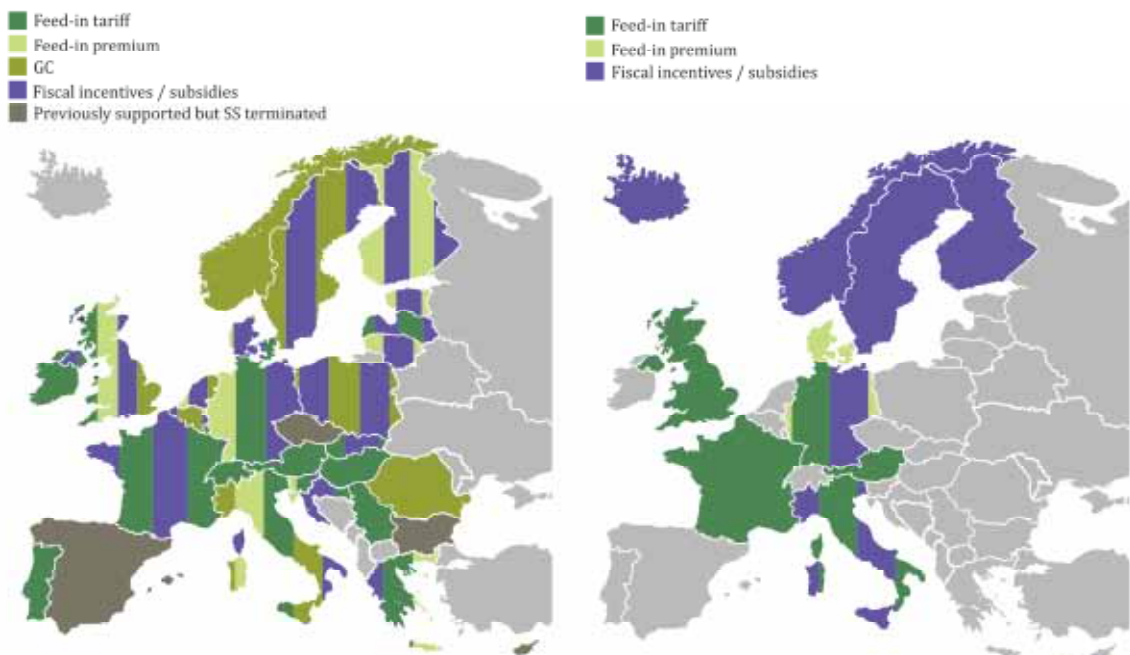 Feed-in tariff
Feed-in premium
GC
Fiscal incentives / subsidies
Previously supported but SS terminated
Feed-in tariff
Feed-in premium
Fiscal incentives / subsidies